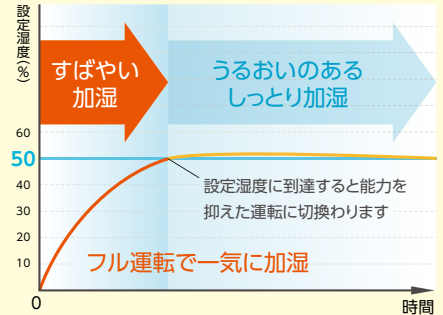 設定湿度(%)
すばやい
加湿
うるおいのある
しっとり加湿
60
50
40
30
20
10
0
設定湿度に到達すると能力を
抑えた運転に切換わります
フル運転で一気に加湿
時間